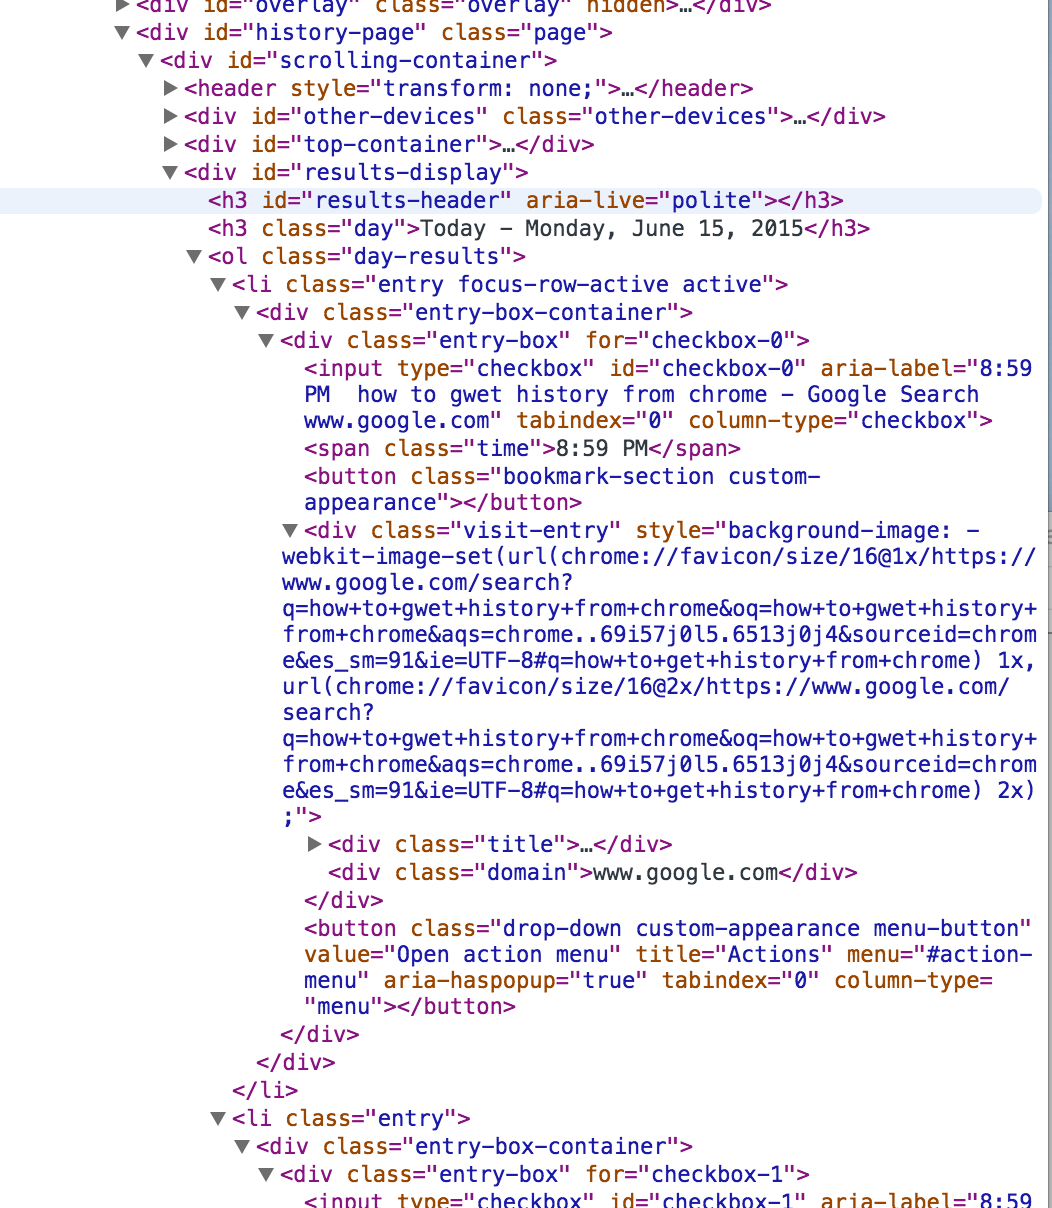 <div id="overlay" class="overlay" hidden>…</div>
<div id="history-page" class="page">
<div id="scrolling-container">
<header style="transform: none;">…</header>
<div id="other-devices" class="other-devices">…</div>
<div id="top-container">…</div>
<div id="results-display">
<h3 id="results-header" aria-live="polite"></h3>
<h3 class="day">Today – Monday, June 15, 2015</h3>
<ol class="day-results">
<li class="entry focus-row-active active">
<div class="entry-box-container">
<div class="entry-box" for="checkbox-0">
<input type="checkbox" id="checkbox-0" aria-label="8:59
PM  how to gwet history from chrome – Google Search
www.google.com" tabindex="0" column-type="checkbox">
<span class="time">8:59 PM</span>
<button class="bookmark-section custom-
appearance"></button>
<div class="visit-entry" style="background-image: -
webkit-image-set(url(chrome://favicon/size/16@1x/https://
www.google.com/search?
q=how+to+gwet+history+from+chrome&oq=how+to+gwet+history+
from+chrome&aqs=chrome..69i57j0l5.6513j0j4&sourceid=chrom
e&es_sm=91&ie=UTF-8#q=how+to+get+history+from+chrome) 1x,
url(chrome://favicon/size/16@2x/https://www.google.com/
search?
q=how+to+gwet+history+from+chrome&oq=how+to+gwet+history+
from+chrome&aqs=chrome..69i57j0l5.6513j0j4&sourceid=chrom
e&es_sm=91&ie=UTF-8#q=how+to+get+history+from+chrome) 2x)
;">
<div class="title">…</div>
<div class="domain">www.google.com</div>
</div>
<button class="drop-down custom-appearance menu-button"
value="Open action menu" title="Actions" menu="#action-
menu" aria-haspopup="true" tabindex="0" column-type=
"menu"></button>
</div>
</div>
</li>
<li class="entry">
<div class="entry-box-container">
<div class="entry-box" for="checkbox-1">
<input type="checkbox" id="checkbox-1" aria-label="8:59